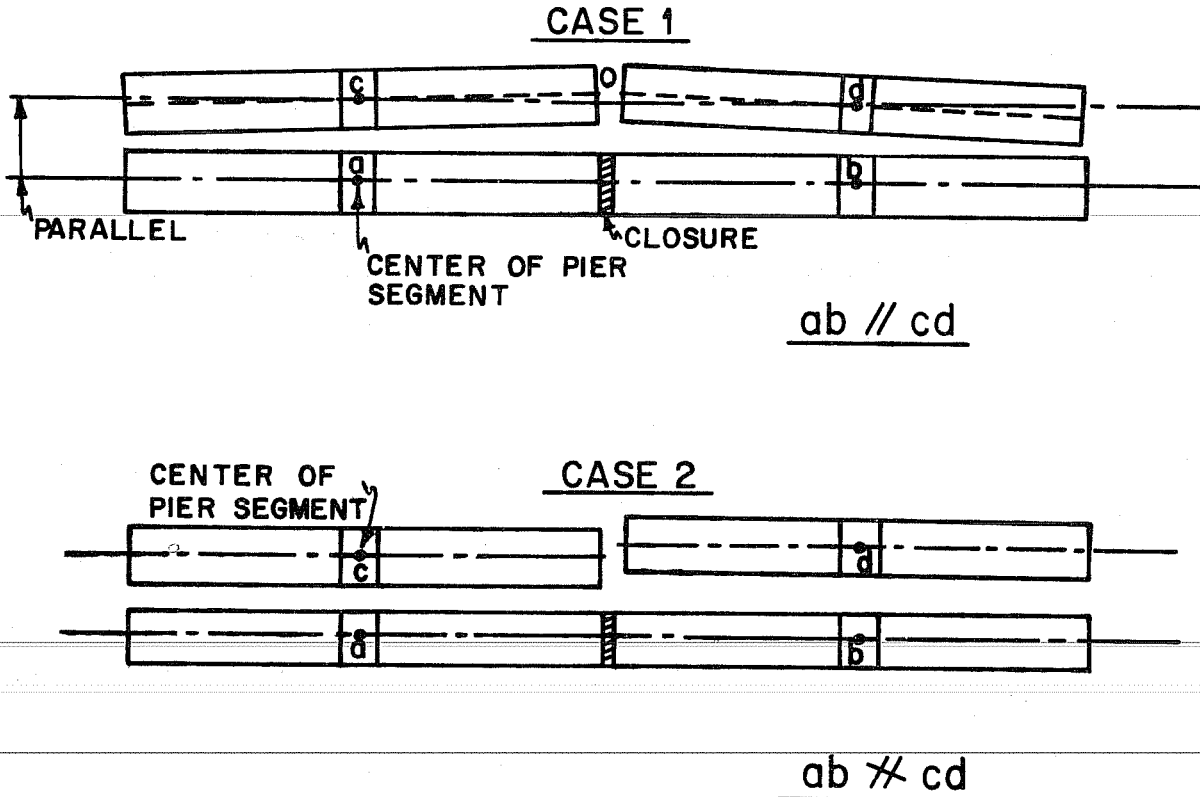 CASE 1
c
O
d
a
b
PARALLEL
CLOSURE
CENTER OF PIER
SEGMENT
ab // cd
CENTER OF
PIER SEGMENT
CASE 2
c
d
a
b
ab ∦ cd